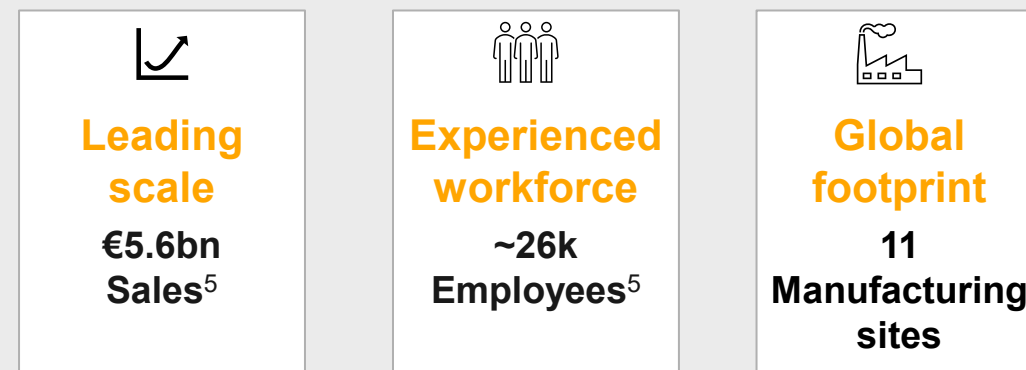 Leading
scale
€5.6bn
Sales⁵
Experienced
workforce
~26k
Employees⁵
Global
footprint
11
Manufacturing
sites